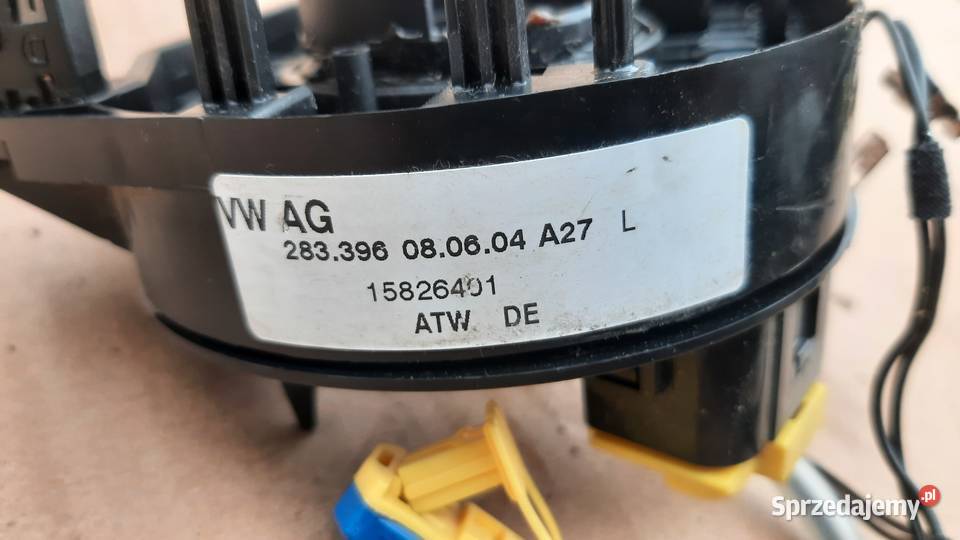 VW AG
283.396 08.06.04 A27 L
15826401
ATW DE
Sprzedajemy.pl